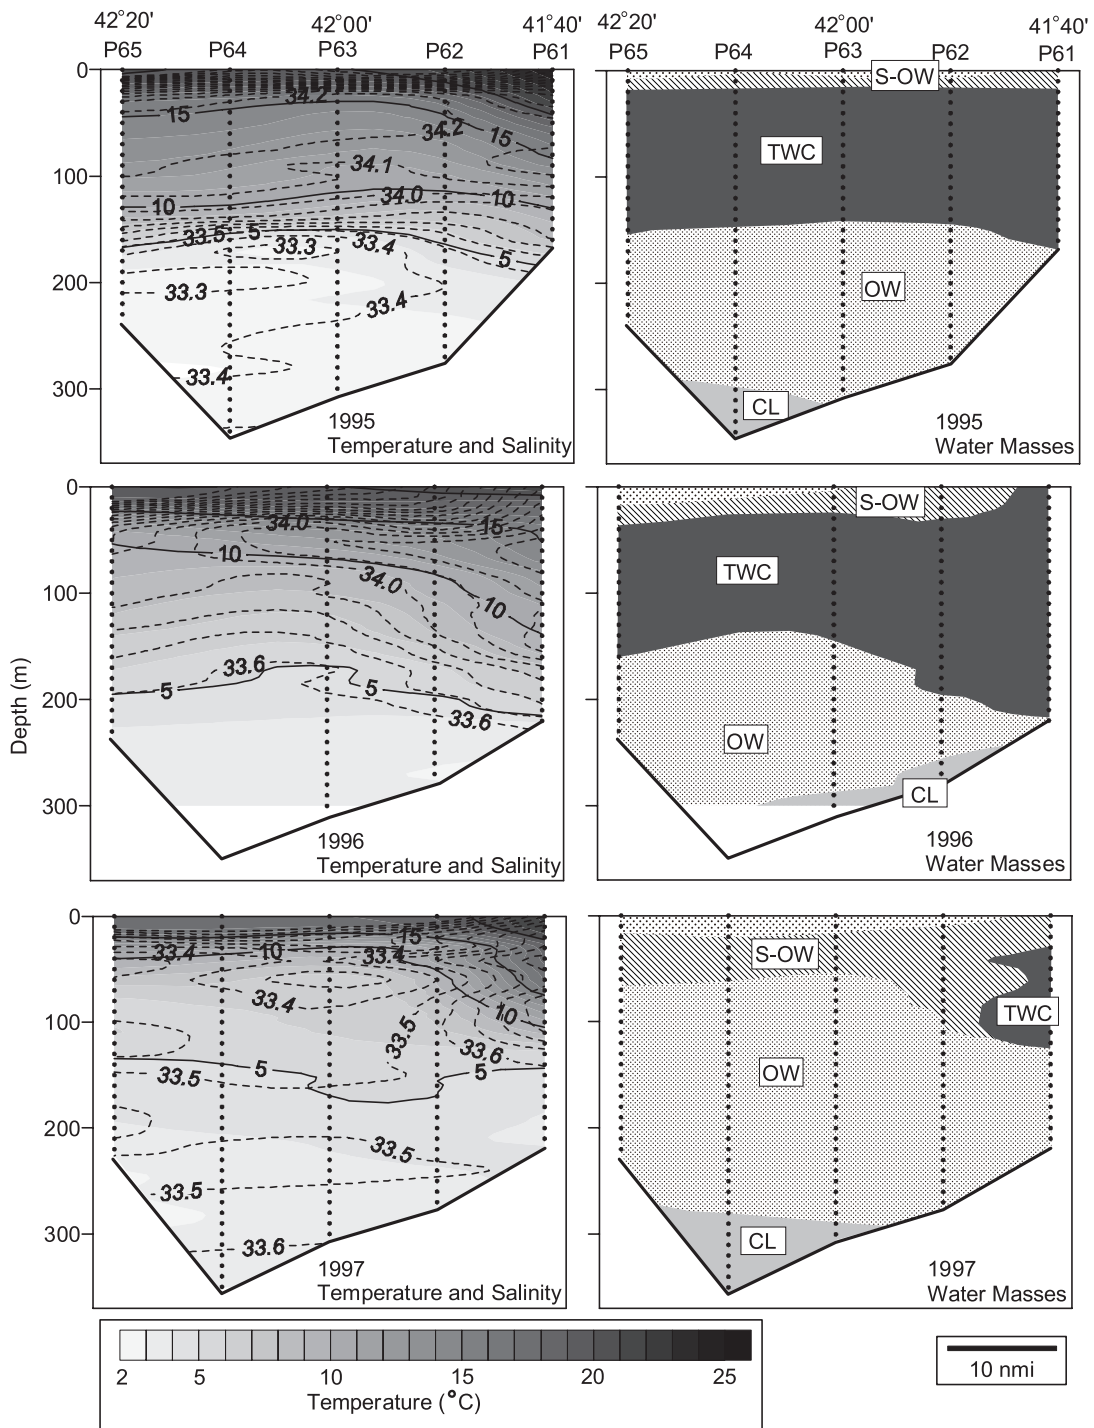 42°20' 42°00' 41°40' 42°20' 42°00' 41°40'
P65 P64 P63 P62 P61 P65 P64 P63 P62 P61
0
S-OW
34.2
15
34.2
15
TWC
34.1
100
34.0
10
10
33.5
5
33.3
33.4
5
200
33.3
33.4
OW
33.4
300
CL
1995
Temperature and Salinity
1995
Water Masses
0
S-OW
34.0
15
10
TWC
34.0
100
10
33.6
5
5
33.6
200
OW
CL
300
1996
Temperature and Salinity
1996
Water Masses
Depth (m)
0
15
33.4
10
33.4
S-OW
33.4
10
TWC
100
33.5
33.6
5
5
33.5
OW
200
33.5
33.5
300
33.6
CL
1997
Temperature and Salinity
1997
Water Masses
2 5 10 15 20 25
Temperature (°C)
10 nmi